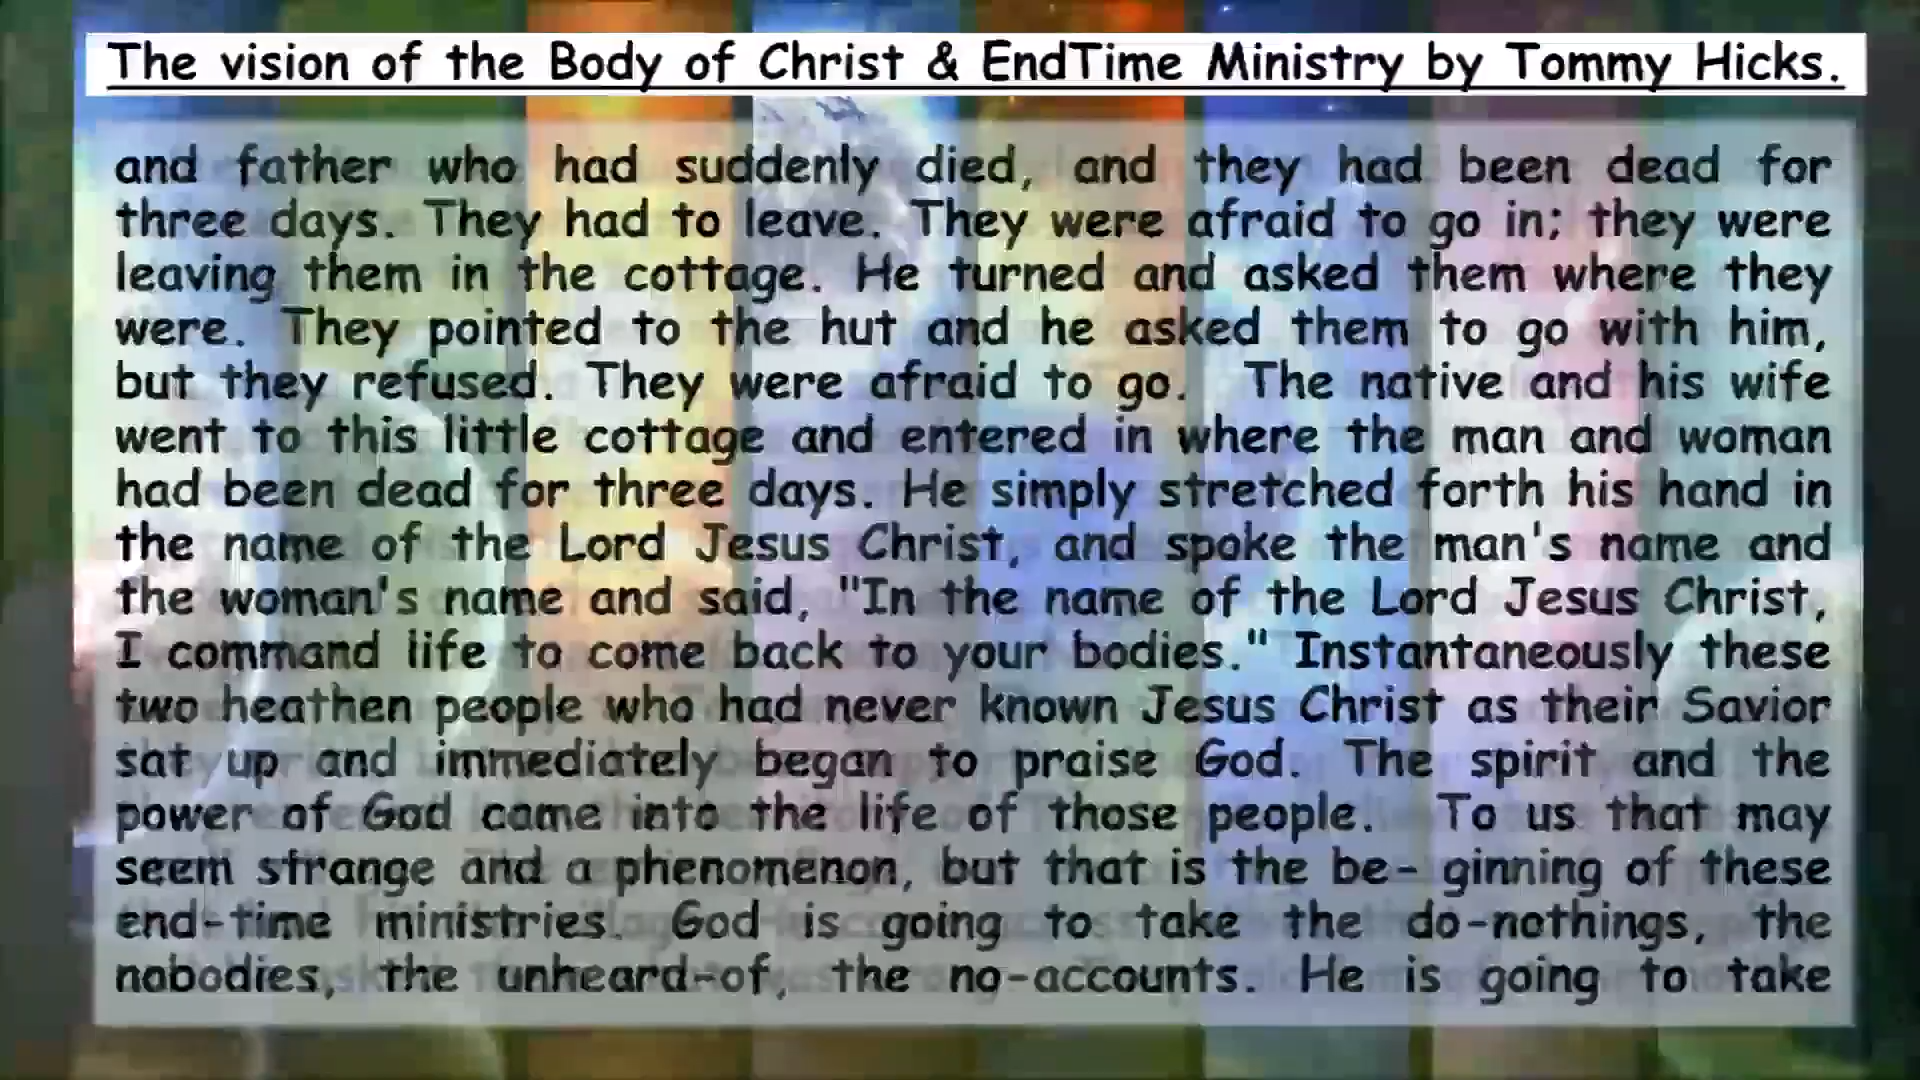 The vision of the Body of Christ & EndTime Ministry by Tommy Hicks.
and father who had suddenly died, and they had been dead for
three days. They had to leave. They were afraid to go in; they were
leaving them in the cottage. He turned and asked them where they
were. They pointed to the hut and he asked them to go with him,
but they refused. They were afraid to go. The native and his wife
went to this little cottage and entered in where the man and woman
had been dead for three days. He simply stretched forth his hand in
the name of the Lord Jesus Christ, and spoke the man's name and
the woman's name and said, "In the name of the Lord Jesus Christ,
I command life to come back to your bodies." Instantaneously these
two heathen people who had never known Jesus Christ as their Savior
sat up and immediately began to praise God. The spirit and the
power of God came into the life of those people. To us that may
seem strange and a phenomenon, but that is the be- ginning of these
end-time ministries. God is going to take the do-nothings, the
nobodies, the unheard-of, the no-accounts. He is going to take